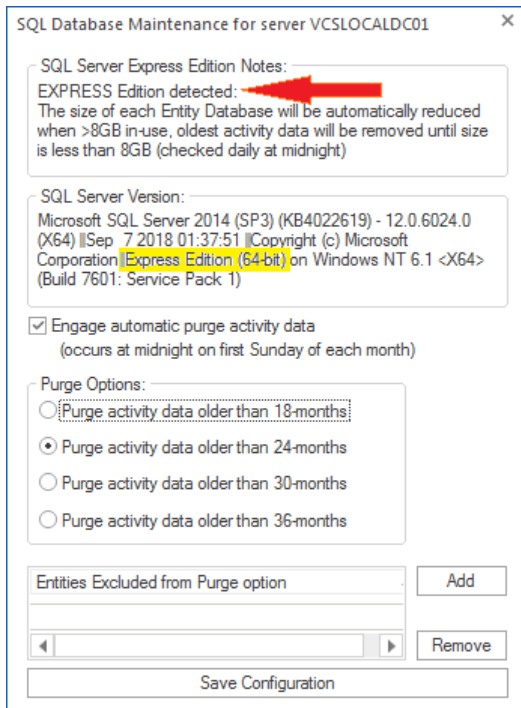 SQL Database Maintenance for server VCSLOCALDC01
SQL Server Express Edition Notes:
EXPRESS Edition detected:
The size of each Entity Database will be automatically reduced
when >8GB in-use, oldest activity data will be removed until size
is less than 8GB (checked daily at midnight)
SQL Server Version:
Microsoft SQL Server 2014 (SP3) (KB4022619) - 12.0.6024.0
(X64) ||Sep 7 2018 01:37:51 ||Copyright (c) Microsoft
Corporation ||Express Edition (64-bit) on Windows NT 6.1 <X64>
(Build 7601: Service Pack 1)
Engage automatic purge activity data
(occurs at midnight on first Sunday of each month)
Purge Options:
Purge activity data older than 18-months
Purge activity data older than 24-months
Purge activity data older than 30-months
Purge activity data older than 36-months
Entities Excluded from Purge option
Add
Remove
Save Configuration